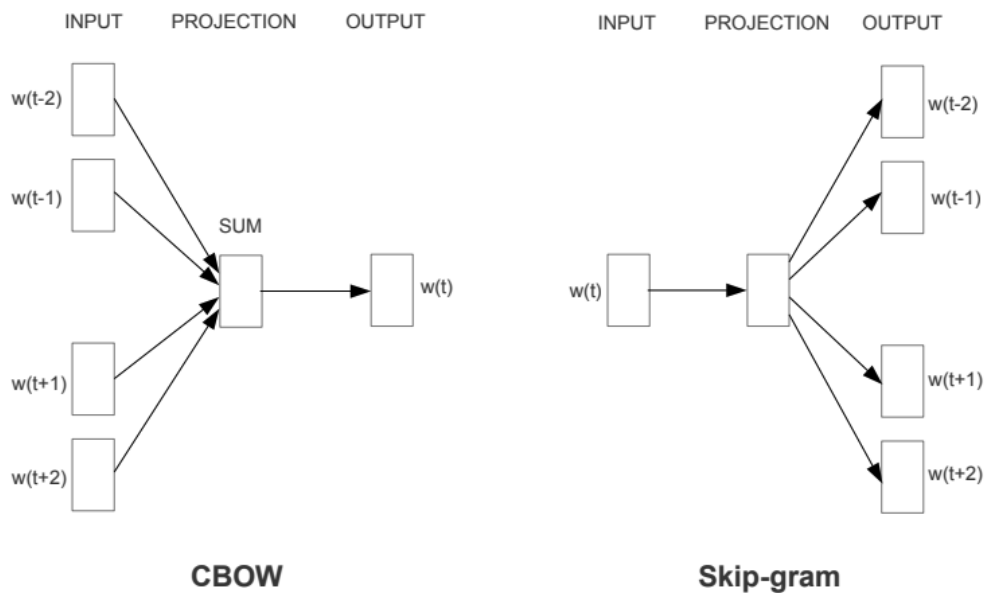 INPUT PROJECTION OUTPUT
w(t-2)
w(t-1)
SUM
w(t)
w(t+1)
w(t+2)
CBOW
INPUT PROJECTION OUTPUT
w(t-2)
w(t-1)
w(t)
w(t+1)
w(t+2)
Skip-gram